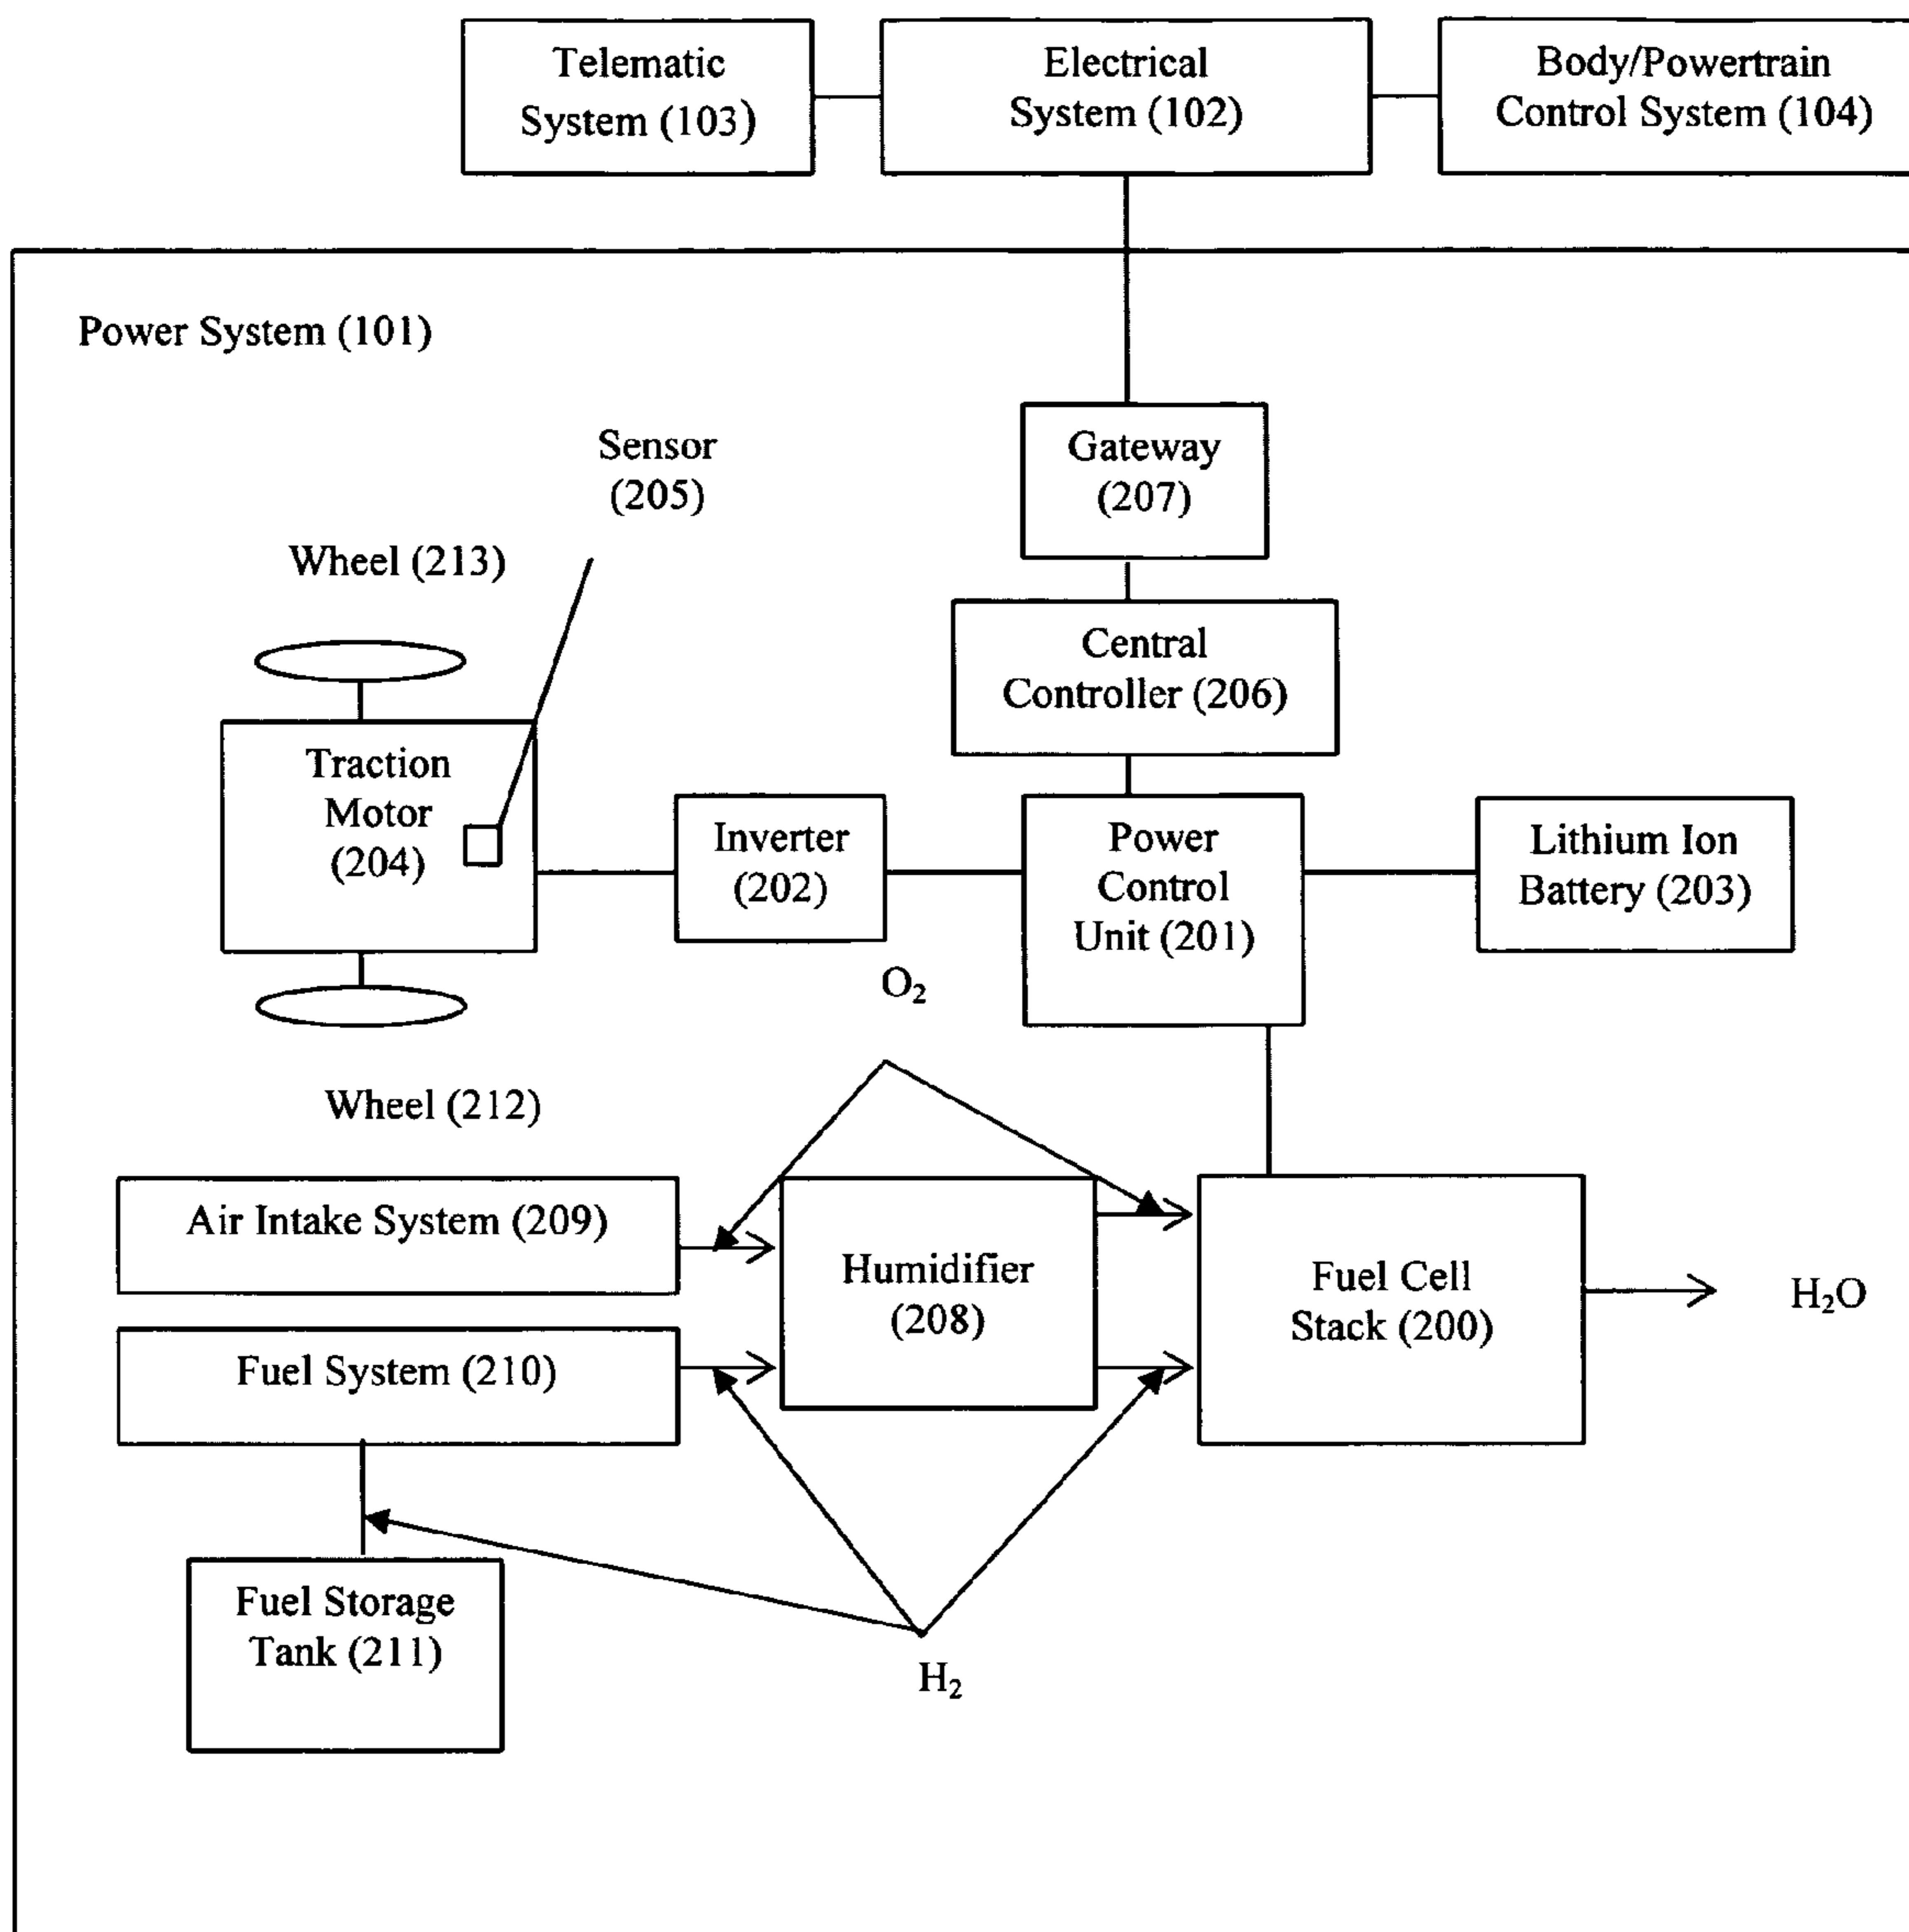 Telematic
System (103)
Electrical
System (102)
Body/Powertrain
Control System (104)
Power System (101)
Sensor
(205)
Gateway
(207)
Wheel (213)
Central
Controller (206)
Traction
Motor
(204)
Inverter
(202)
Power
Control
Unit (201)
Lithium Ion
Battery (203)
O₂
Wheel (212)
Air Intake System (209)
Humidifier
(208)
Fuel Cell
Stack (200)
H₂O
Fuel System (210)
Fuel Storage
Tank (211)
H₂